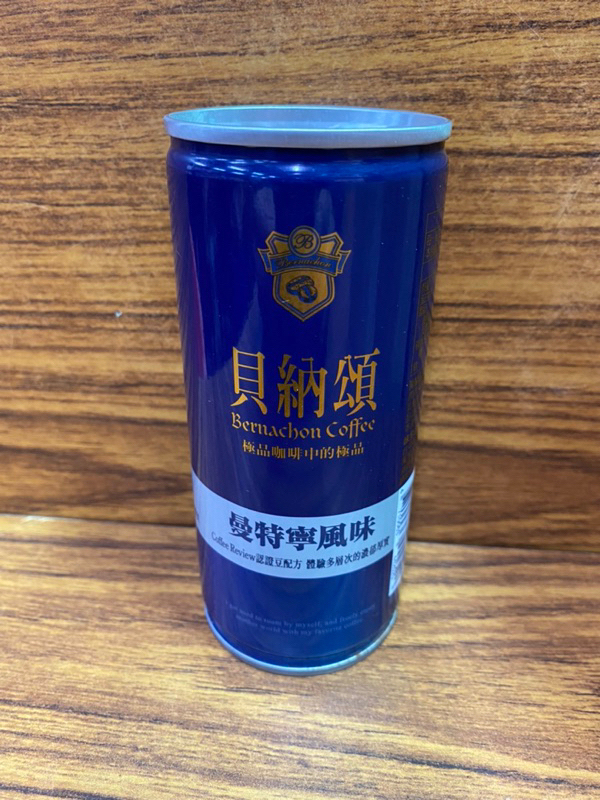 B
Bernachon
貝納頌
Bernachon Coffee
極品咖啡中的極品
曼特寧風味
Coffee Review認證豆配方 體驗多層次的濃郁厚實